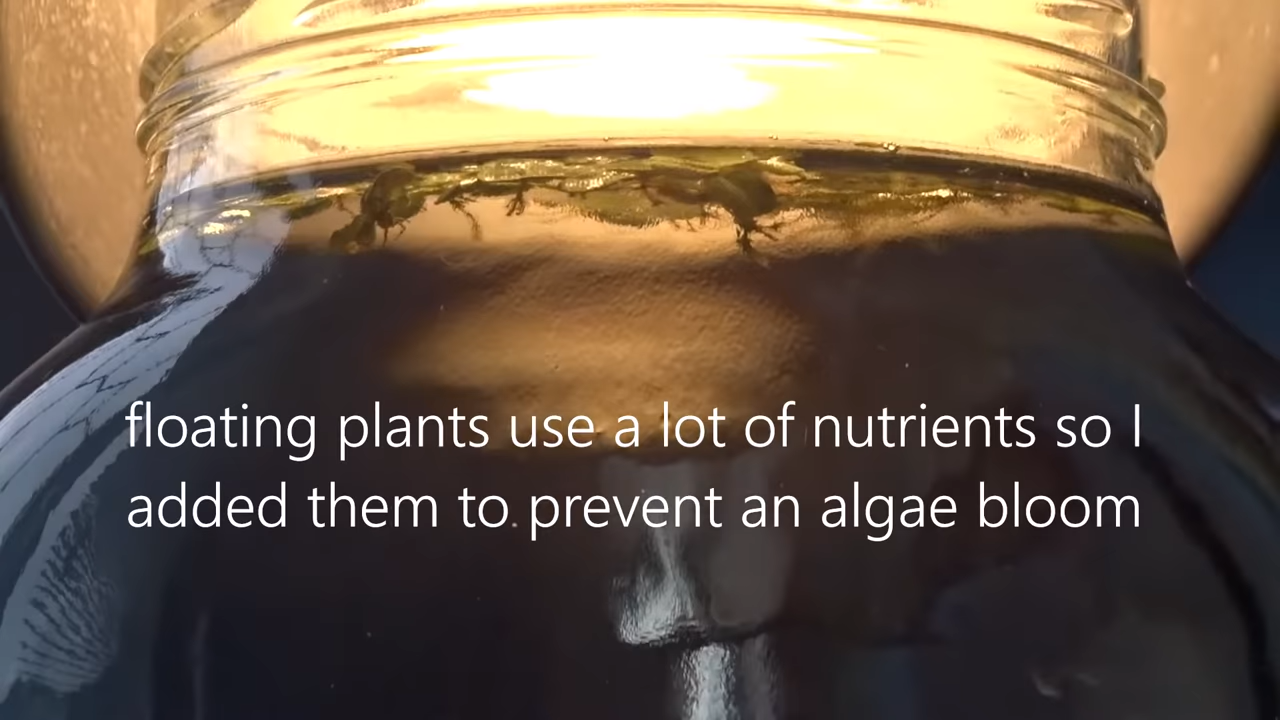 floating plants use a lot of nutrients so I
added them to prevent an algae bloom